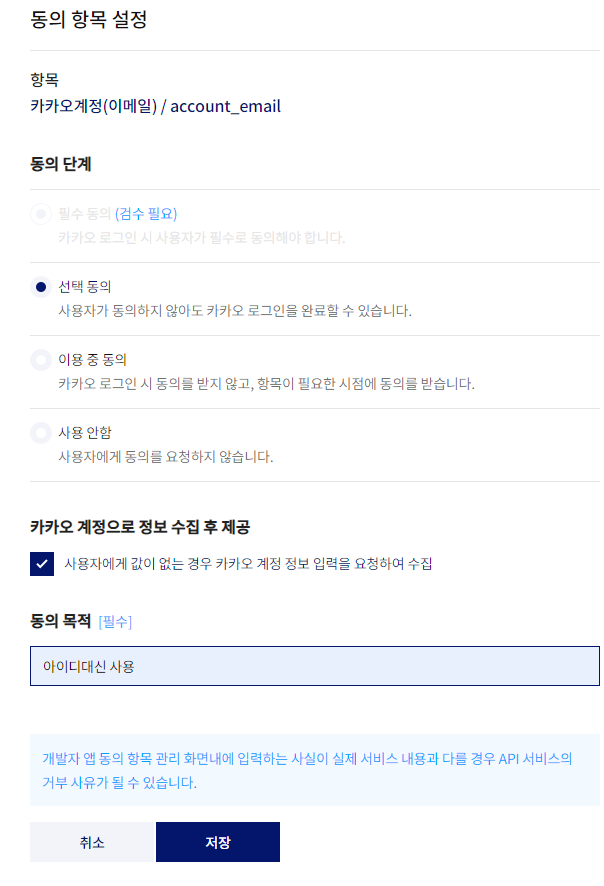 동의 항목 설정
항목
카카오계정(이메일) / account_email
동의 단계
필수 동의 (검수 필요)
카카오 로그인 시 사용자가 필수로 동의해야 합니다.
선택 동의
사용자가 동의하지 않아도 카카오 로그인을 완료할 수 있습니다.
이용 중 동의
카카오 로그인 시 동의를 받지 않고, 항목이 필요한 시점에 동의를 받습니다.
사용 안함
사용자에게 동의를 요청하지 않습니다.
카카오 계정으로 정보 수집 후 제공
사용자에게 값이 없는 경우 카카오 계정 정보 입력을 요청하여 수집
동의 목적 [필수]
아이디대신 사용
개발자 앱 동의 항목 관리 화면내에 입력하는 사실이 실제 서비스 내용과 다를 경우 API 서비스의
거부 사유가 될 수 있습니다.
취소 저장